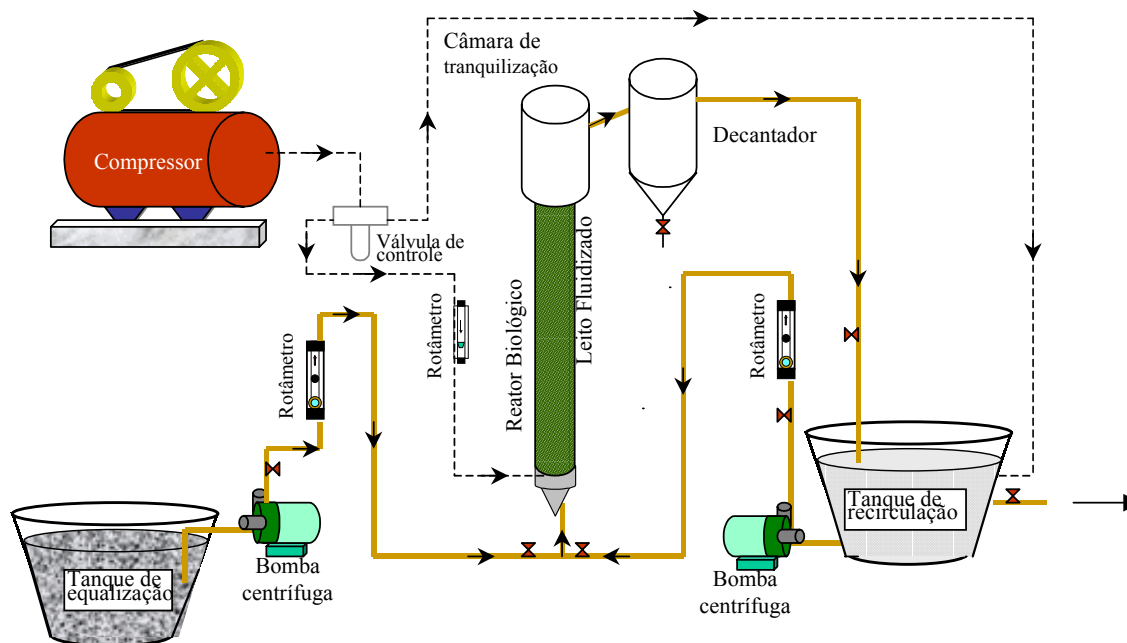 Câmara de
tranquilização
Compressor
Decantador
Válvula de
controle
Rotâmetro
Rotâmetro
Reator Biológico
Leito Fluidizado
Rotâmetro
Tanque de
equalização
Bomba
centrífuga
Bomba
centrífuga
Tanque de
recirculação